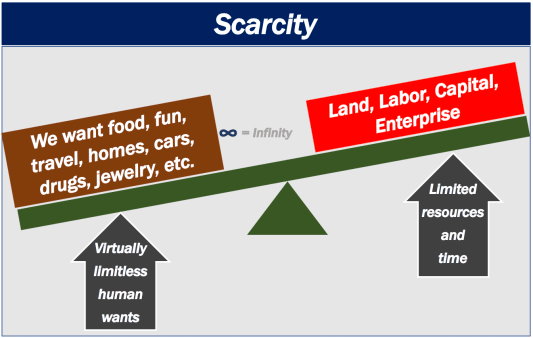 Scarcity
We want food, fun,
travel, homes, cars,
drugs, jewelry, etc.
∞ = Infinity
Land, Labor, Capital,
Enterprise
Virtually
limitless
human
wants
Limited
resources
and
time